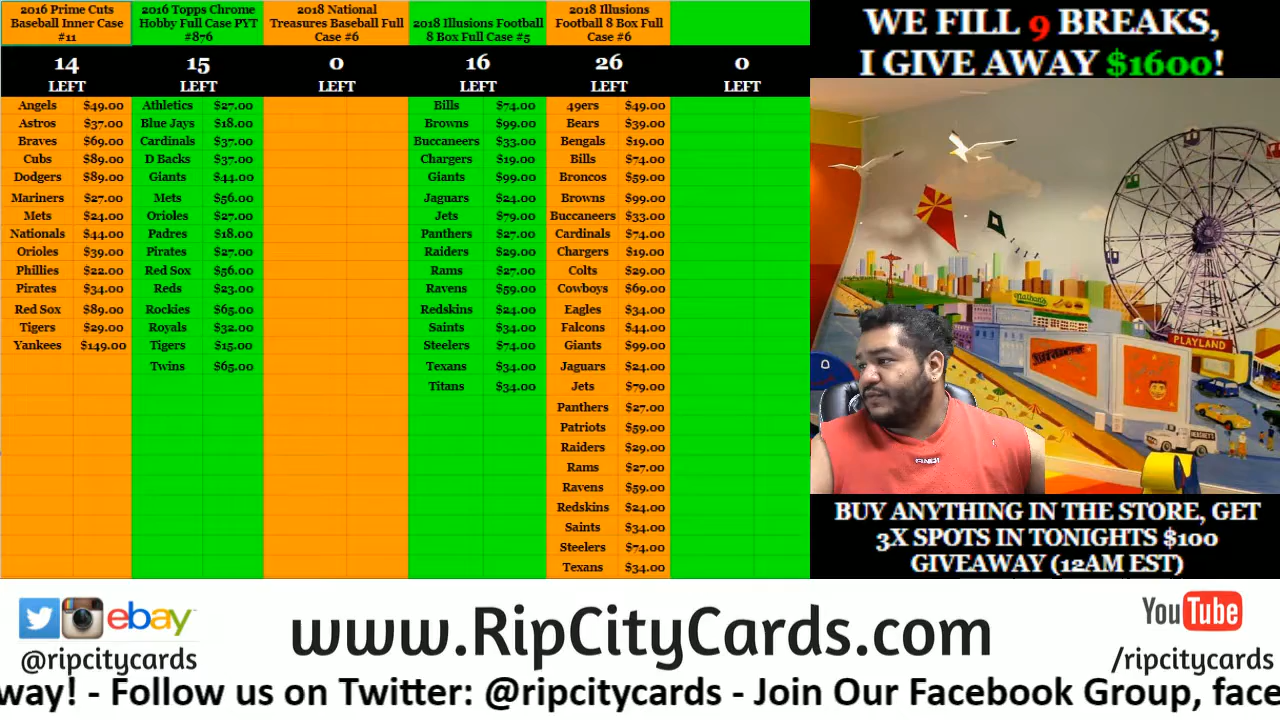 2016 Prime Cuts
Baseball Inner Case
#11
14
LEFT
Angels $49.00
Astros $37.00
Braves $69.00
Cubs $89.00
Dodgers $89.00
Mariners $27.00
Mets $24.00
Nationals $44.00
Orioles $39.00
Phillies $22.00
Pirates $34.00
Red Sox $89.00
Tigers $29.00
Yankees $149.00
2016 Topps Chrome
Hobby Full Case PYT
#876
15
LEFT
Athletics $27.00
Blue Jays $18.00
Cardinals $37.00
D Backs $37.00
Giants $44.00
Mets $56.00
Orioles $27.00
Padres $18.00
Pirates $27.00
Red Sox $56.00
Reds $23.00
Rockies $65.00
Royals $32.00
Tigers $15.00
Twins $65.00
2018 National
Treasures Baseball Full
Case #6
0
LEFT
2018 Illusions Football
8 Box Full Case #5
16
LEFT
Bills $74.00
Browns $99.00
Buccaneers $33.00
Chargers $19.00
Giants $99.00
Jagnars $24.00
Jets $79.00
Panthers $27.00
Raiders $29.00
Rams $27.00
Ravens $59.00
Redskins $24.00
Saints $34.00
Steelers $74.00
Texans $34.00
Titans $34.00
2018 Illusions
Football 8 Box Full
Case #6
26
LEFT
49ers $49.00
Bears $39.00
Bengals $19.00
Bills $74.00
Broncos $59.00
Browns $99.00
Buccaneers $33.00
Cardinals $74.00
Chargers $19.00
Colts $29.00
Cowboys $69.00
Eagles $34.00
Falcons $44.00
Giants $99.00
Jaguars $24.00
Jets $79.00
Panthers $27.00
Patriots $59.00
Raiders $29.00
Rams $27.00
Ravens $59.00
Redskins $24.00
Saints $34.00
Steelers $74.00
Texans $34.00
0
LEFT
WE FILL 9 BREAKS,
I GIVE AWAY $1600!
nathan's
PLAYLAND
BUY ANYTHING IN THE STORE, GET
3X SPOTS IN TONIGHTS $100
GIVEAWAY (12AM EST)
ebay
@ripcitycards
www.RipCityCards.com
YouTube
/ripcitycards
way! - Follow us on Twitter: @ripcitycards - Join Our Facebook Group, face